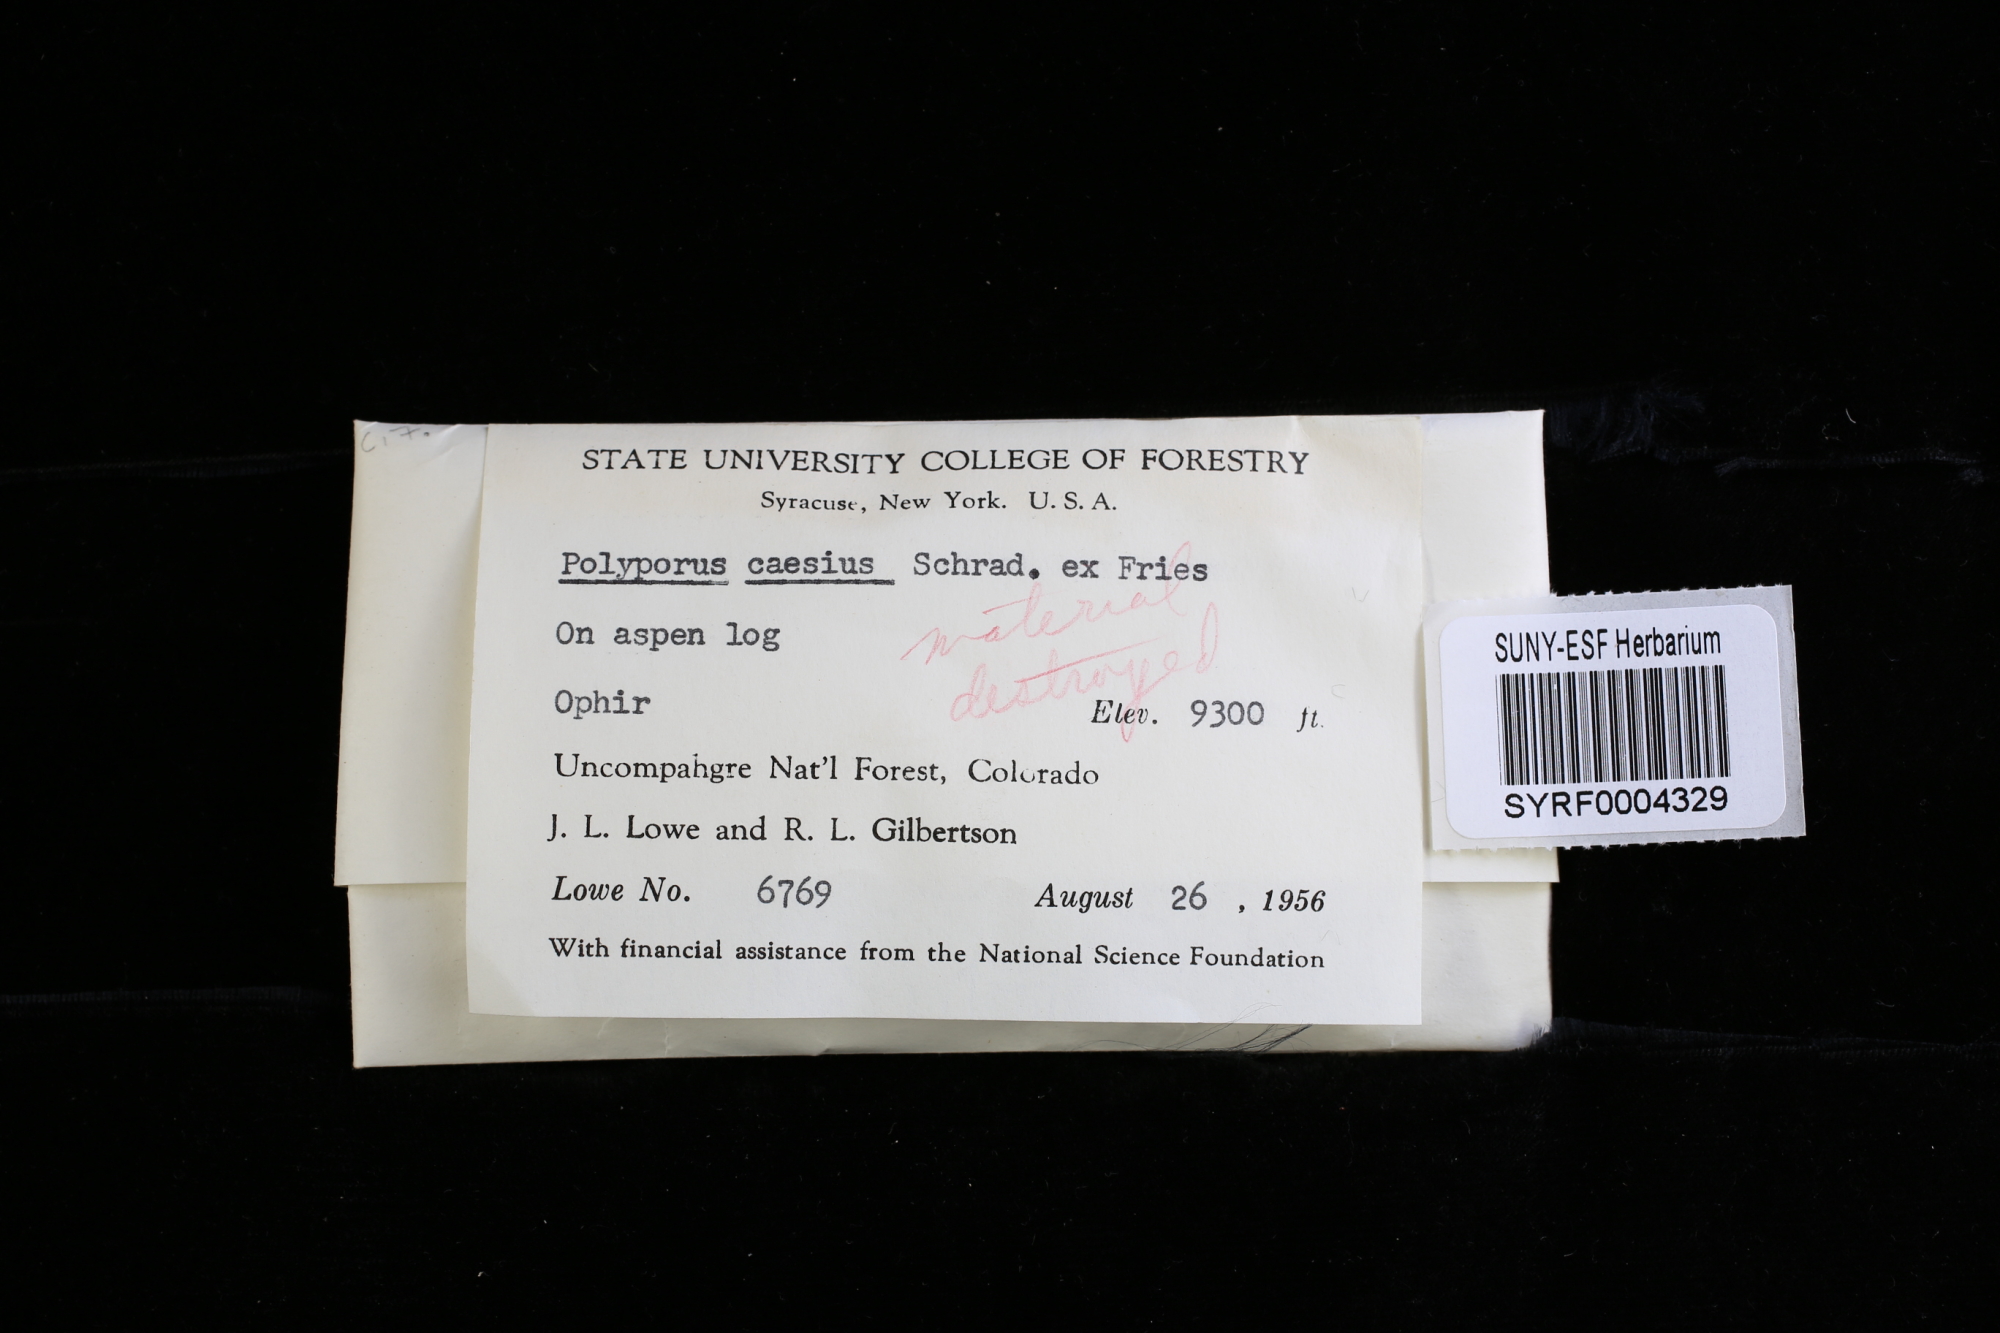 STATE UNIVERSITY COLLEGE OF FORESTRY
Syracuse, New York. U. S. A.
Polyporus caesius Schrad. ex Fries
material
On aspen log
destroyed
Ophir Elev. 9300 ft.
Uncompahgre Nat'l Forest, Colorado
J. L. Lowe and R. L. Gilbertson
Lowe No. 6769 August 26, 1956
With financial assistance from the National Science Foundation
SUNY-ESF Herbarium
SYRF0004329